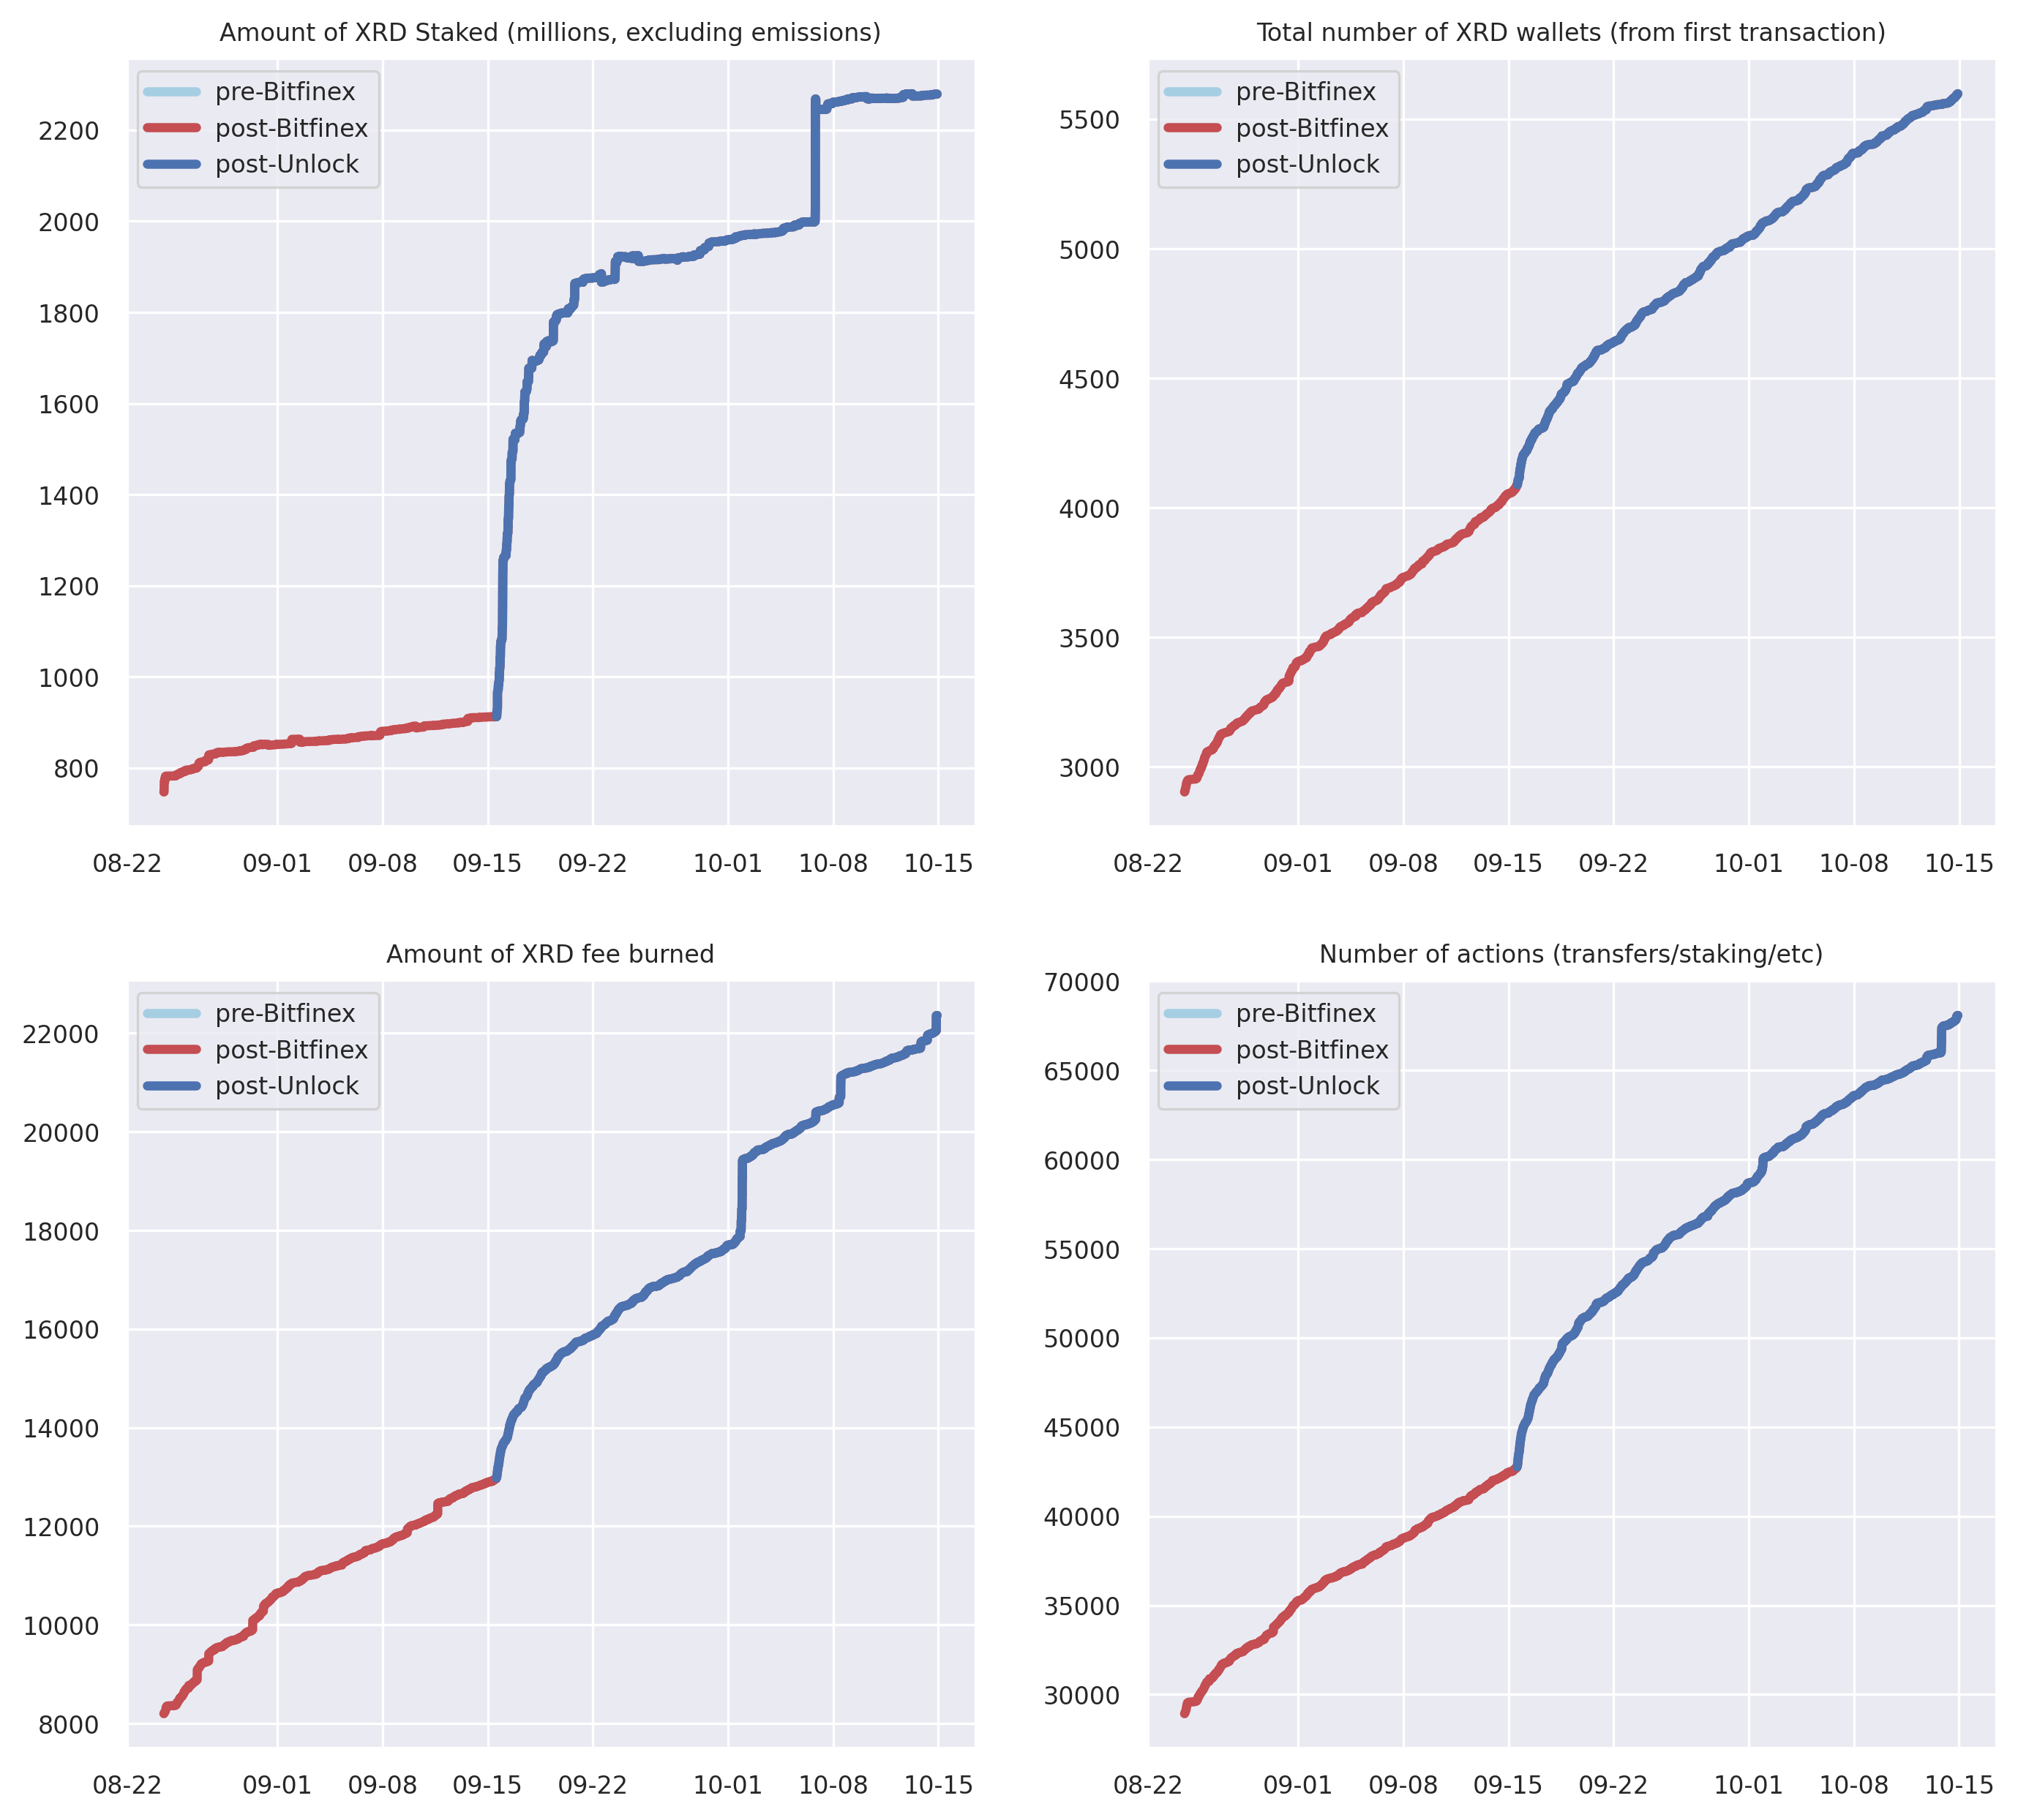 Amount of XRD Staked (millions, excluding emissions)
pre-Bitfinex
post-Bitfinex
post-Unlock
2200
2000
1800
1600
1400
1200
1000
800
08-22 09-01 09-08 09-15 09-22 10-01 10-08 10-15
Total number of XRD wallets (from first transaction)
pre-Bitfinex
post-Bitfinex
post-Unlock
5500
5000
4500
4000
3500
3000
08-22 09-01 09-08 09-15 09-22 10-01 10-08 10-15
Amount of XRD fee burned
pre-Bitfinex
post-Bitfinex
post-Unlock
22000
20000
18000
16000
14000
12000
10000
8000
08-22 09-01 09-08 09-15 09-22 10-01 10-08 10-15
Number of actions (transfers/staking/etc)
pre-Bitfinex
post-Bitfinex
post-Unlock
70000
65000
60000
55000
50000
45000
40000
35000
30000
08-22 09-01 09-08 09-15 09-22 10-01 10-08 10-15